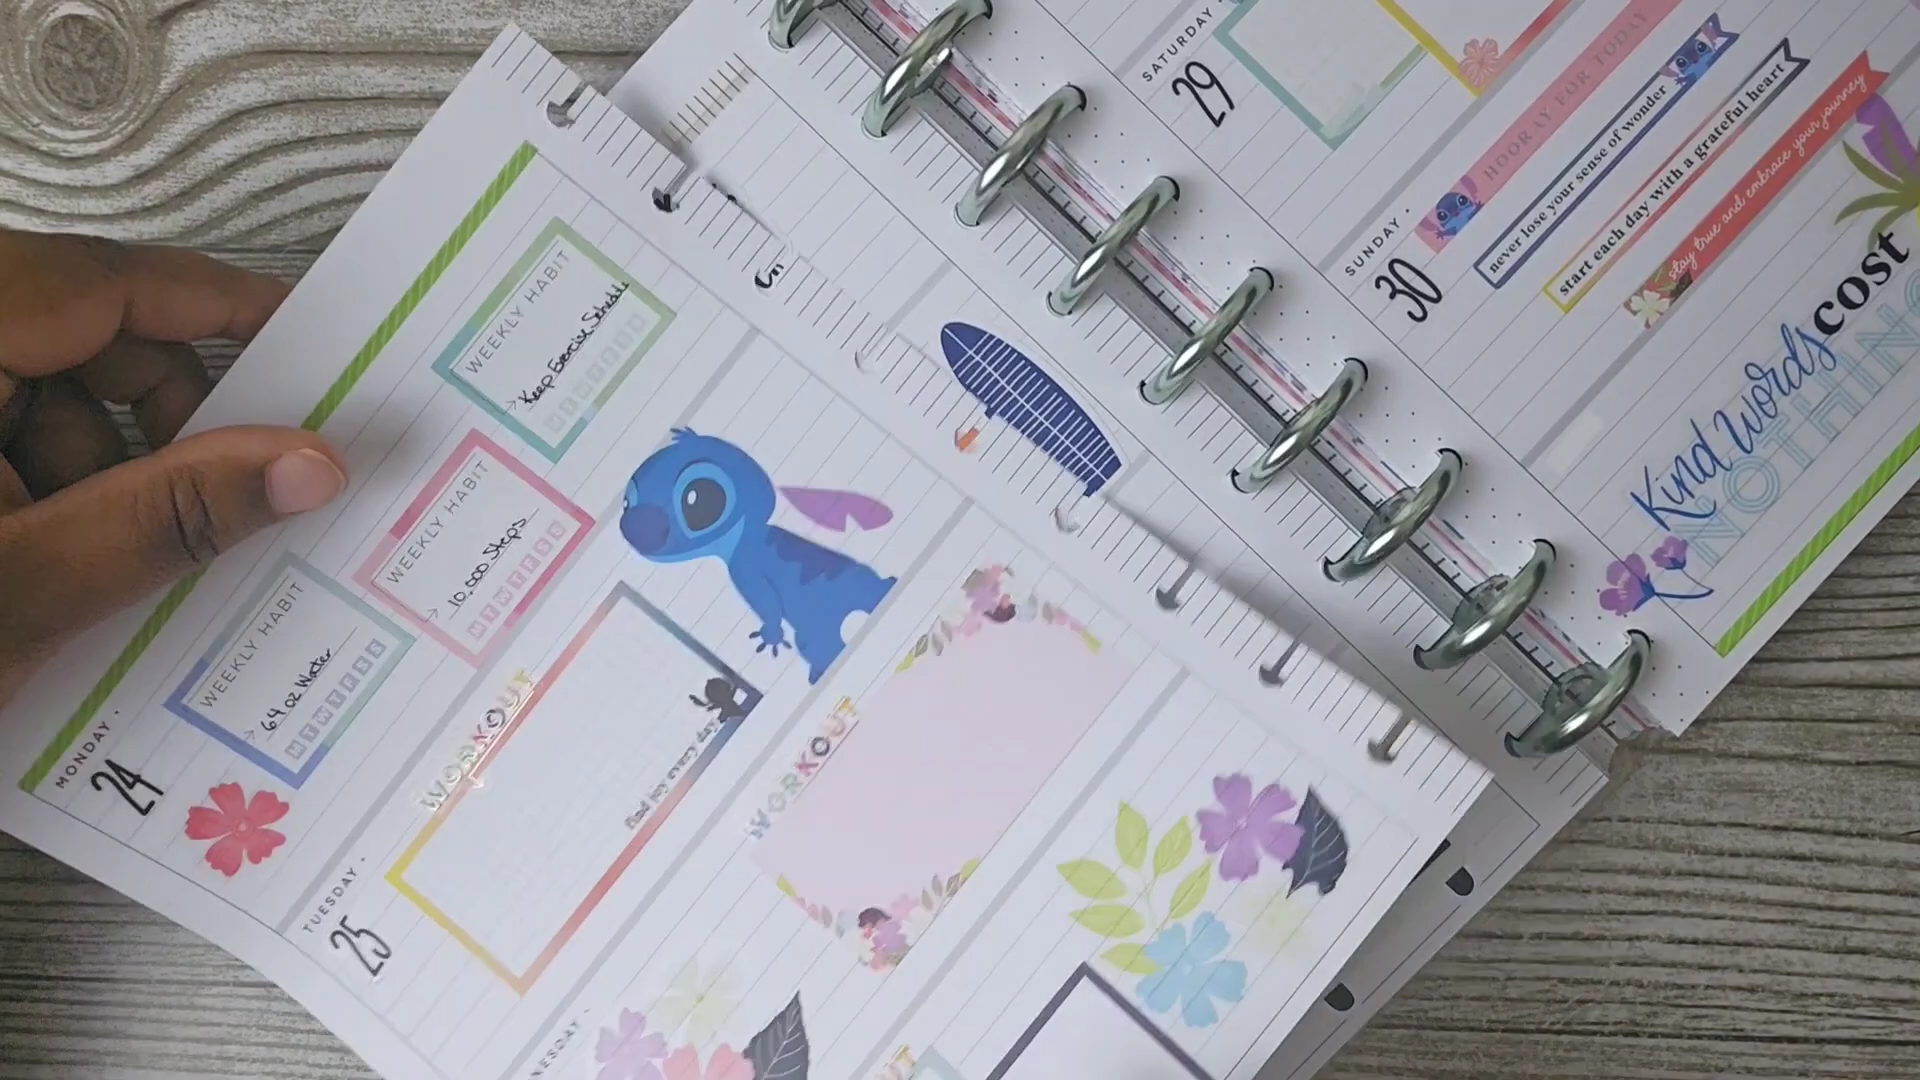 MONDAY
24
WEEKLY HABIT
64 oz Water
M T W T F S S
WEEKLY HABIT
10,000 Steps
M T W T F S S
WEEKLY HABIT
Keep Exercise Schedule
M T W T F S S
TUESDAY
25
WORKOUT
find joy every day
WORKOUT
SATURDAY
29
SUNDAY
30
HOORAY FOR TODAY
never lose your sense of wonder
start each day with a grateful heart
stay true and embrace your journey
Kind Words cost
NOTHING